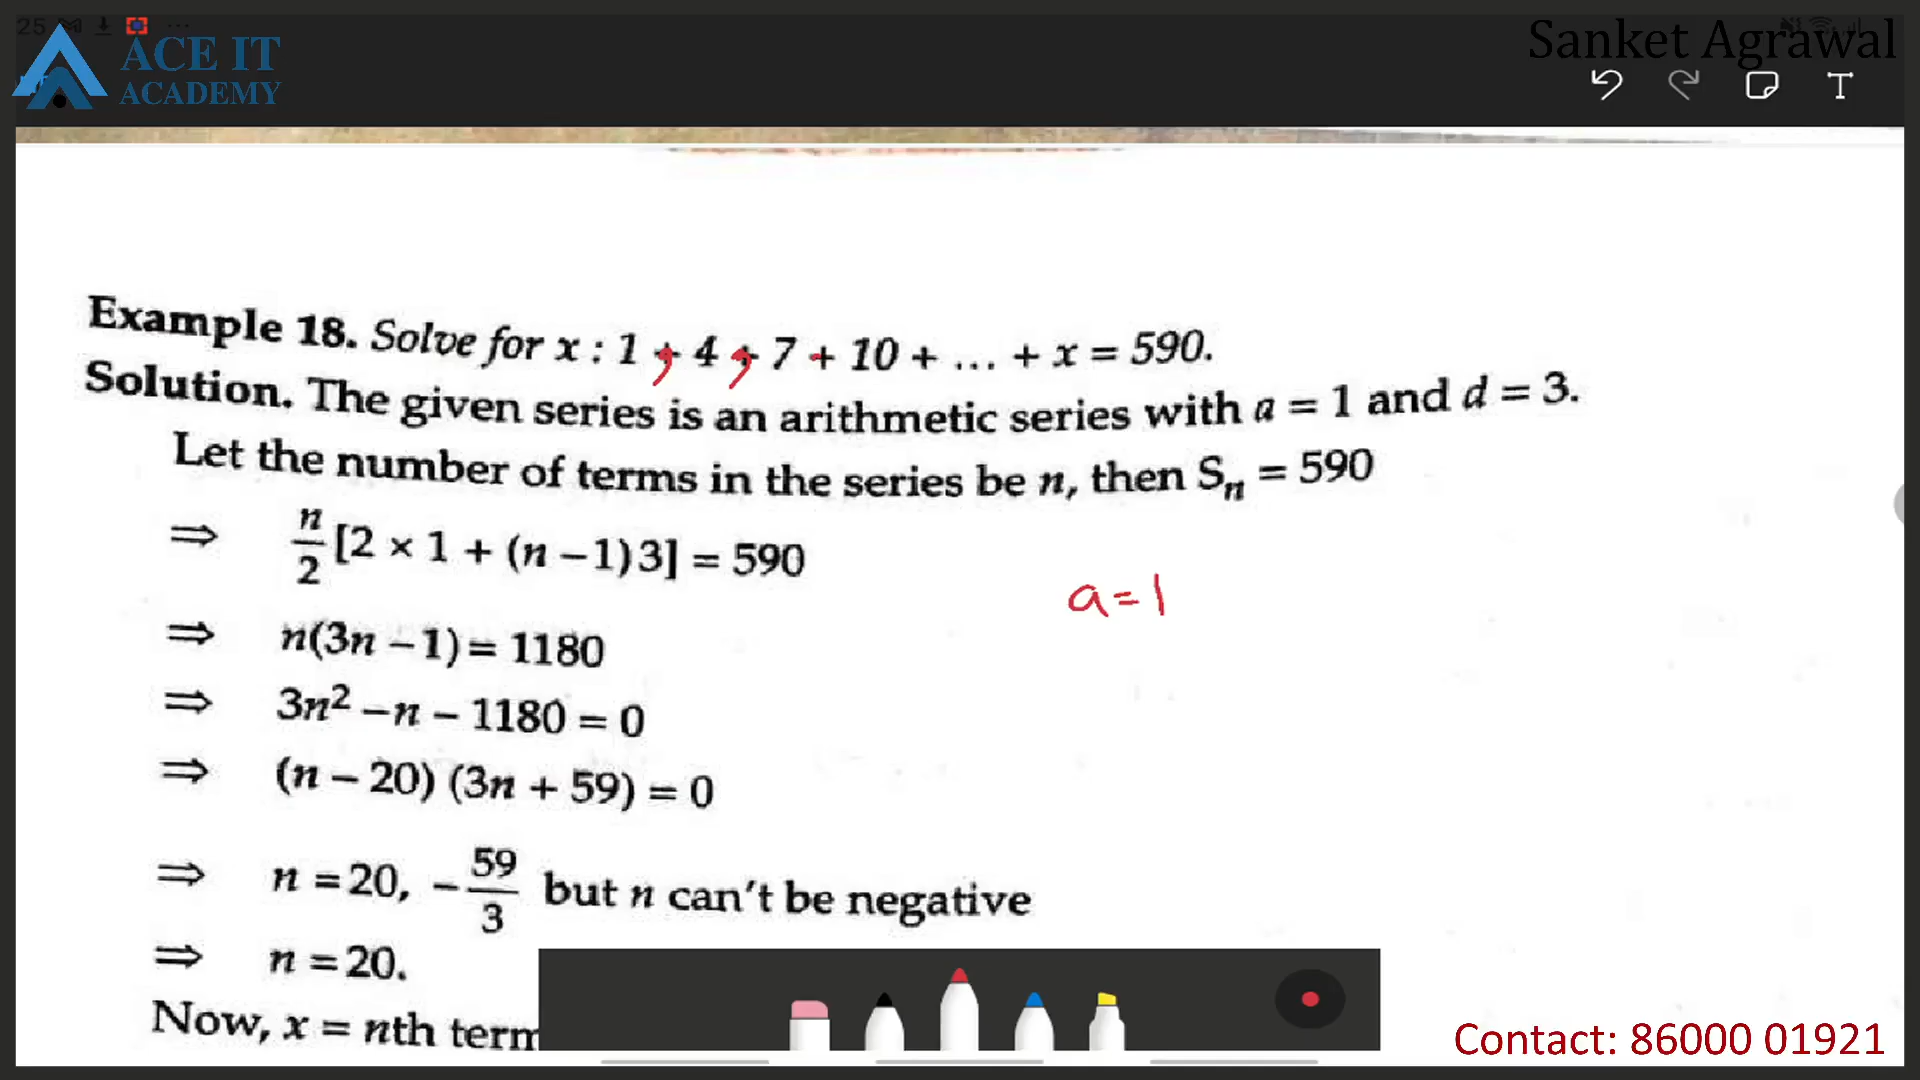 25
Sanket Agrawal
ACE IT
ACADEMY
T
Example 18. Solve for x : 1 + 4 + 7 + 10 + ... + x = 590.
Solution. The given series is an arithmetic series with a = 1 and d = 3.
Let the number of terms in the series be n, then Sₙ = 590
⇒ n/2 [2 × 1 + (n – 1) 3] = 590
a = 1
⇒ n(3n – 1) = 1180
⇒ 3n² – n – 1180 = 0
⇒ (n – 20) (3n + 59) = 0
⇒ n = 20, – 59/3 but n can't be negative
⇒ n = 20.
Now, x = nth term
Contact: 86000 01921